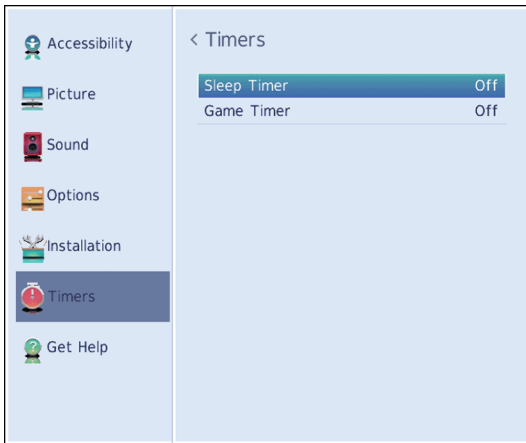 Accessibility
Picture
Sound
Options
Installation
Timers
Get Help
< Timers
Sleep Timer Off
Game Timer Off